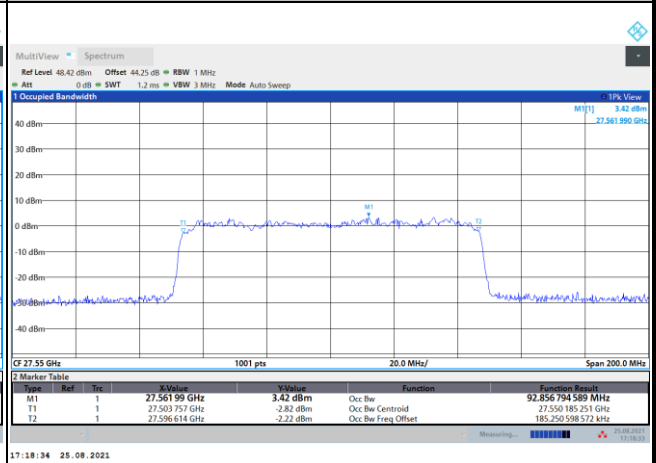 MultiView Spectrum
Ref Level 48.42 dBm Offset 44.25 dB RBW 1 MHz
Att 0 dB SWT 1.2 ms VBW 3 MHz Mode Auto Sweep
1 Occupied Bandwidth 1Pk View
M1[1] 3.42 dBm
27.561 990 GHz
40 dBm
30 dBm
20 dBm
10 dBm
M1
T1 T2
0 dBm
-10 dBm
-20 dBm
-30 dBm
-40 dBm
CF 27.55 GHz 1001 pts 20.0 MHz/ Span 200.0 MHz
2 Marker Table
Type Ref Trc X-Value Y-Value Function Function Result
M1 1 27.561 99 GHz 3.42 dBm Occ Bw 92.856 794 589 MHz
T1 1 27.503 757 GHz -2.82 dBm Occ Bw Centroid 27.550 185 251 GHz
T2 1 27.596 614 GHz -2.22 dBm Occ Bw Freq Offset 185.250 598 572 kHz
Measuring... 25.08.2021
17:18:33
17:18:34 25.08.2021